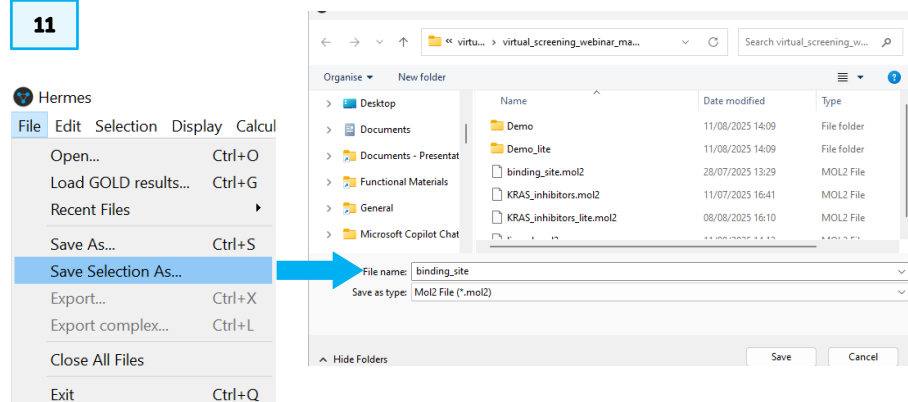 11
Hermes
File Edit Selection Display Calcul
Open... Ctrl+O
Load GOLD results... Ctrl+G
Recent Files
Save As... Ctrl+S
Save Selection As...
Export... Ctrl+X
Export complex... Ctrl+L
Close All Files
Exit Ctrl+Q
« virtu... › virtual_screening_webinar_ma...
Search virtual_screening_w...
Organise New folder
Desktop
Documents
Documents - Presentat
Functional Materials
General
Microsoft Copilot Chat
Name Date modified Type
Demo 11/08/2025 14:09 File folder
Demo_lite 11/08/2025 14:09 File folder
binding_site.mol2 28/07/2025 13:29 MOL2 File
KRAS_inhibitors.mol2 11/07/2025 16:41 MOL2 File
KRAS_inhibitors_lite.mol2 08/08/2025 16:10 MOL2 File
File name: binding_site
Save as type: Mol2 File (*.mol2)
Hide Folders
Save Cancel